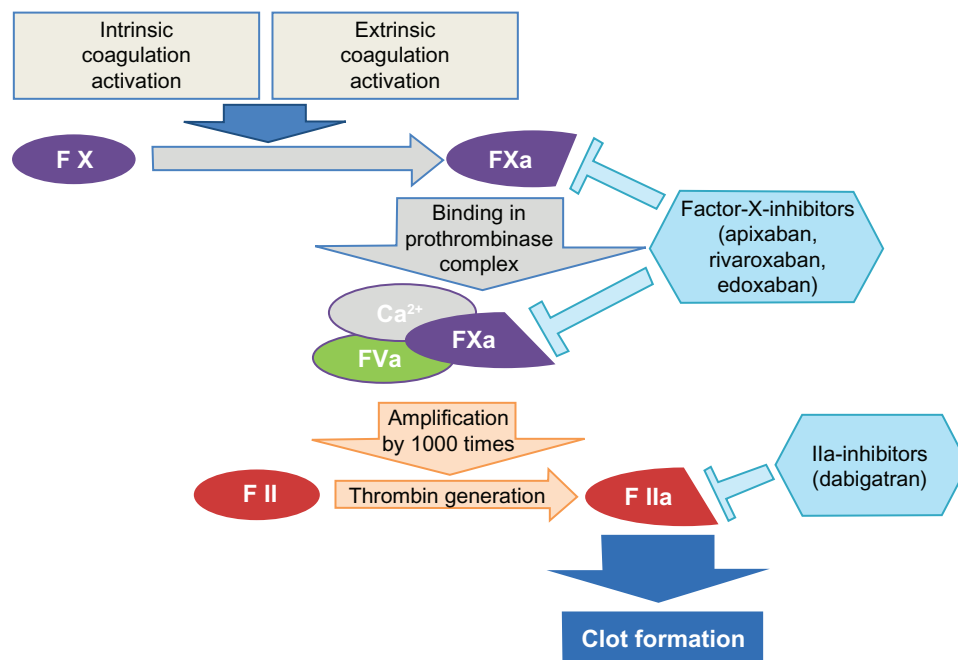 Intrinsic
coagulation
activation
Extrinsic
coagulation
activation
F X
FXa
Binding in
prothrombinase
complex
Factor-X-inhibitors
(apixaban,
rivaroxaban,
edoxaban)
Ca²⁺
FVa
FXa
Amplification
by 1000 times
F II
Thrombin generation
F IIa
IIa-inhibitors
(dabigatran)
Clot formation